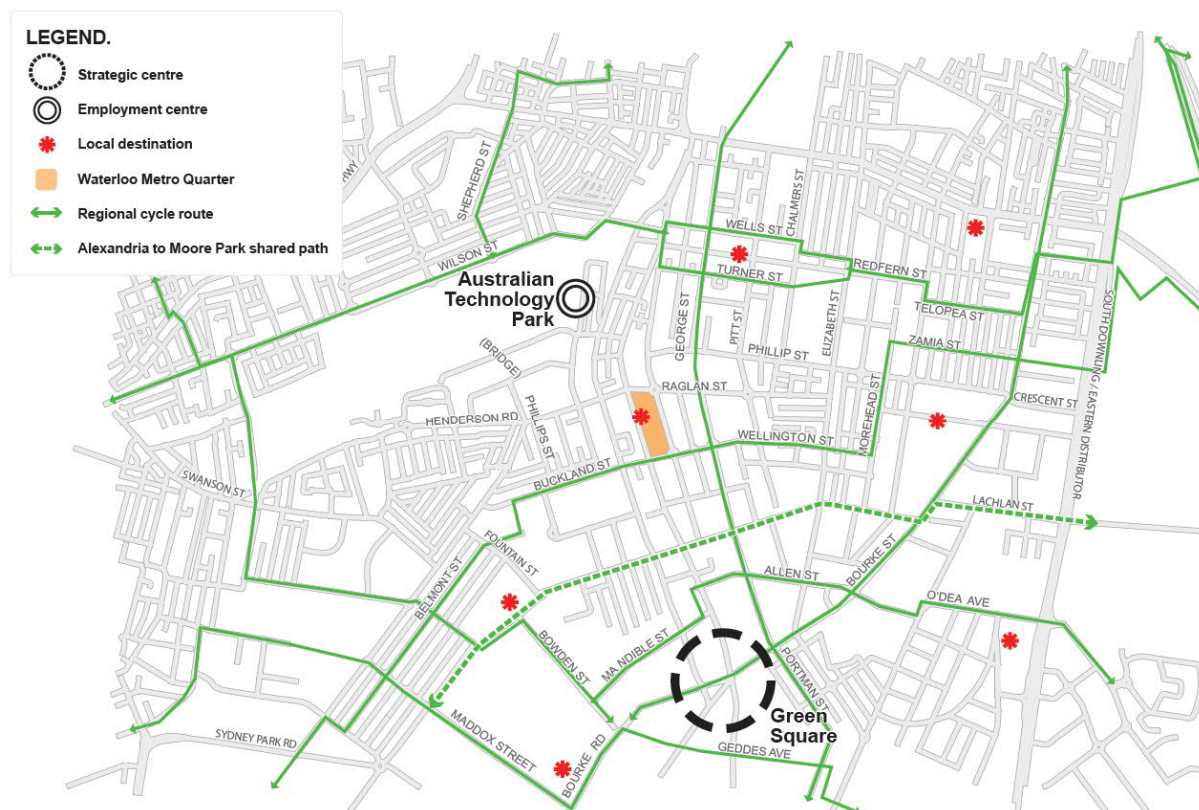 LEGEND.
Strategic centre
Employment centre
Local destination
Waterloo Metro Quarter
Regional cycle route
Alexandria to Moore Park shared path
HWY
SHEPHERD ST
WILSON ST
Australian
Technology
Park
WELLS ST
CHALMERS ST
TURNER ST
REDFERN ST
TELOPEA ST
ZAMIA ST
SOUTH DOWLING / EASTERN DISTRIBUTOR
GEORGE ST
PITT ST
ELIZABETH ST
PHILLIP ST
(BRIDGE)
RAGLAN ST
CRESCENT ST
MOREHEAD ST
HENDERSON RD
PHILLIPS ST
WELLINGTON ST
BUCKLAND ST
SWANSON ST
LACHLAN ST
FOUNTAIN ST
BELMONT ST
BOURKE ST
ALLEN ST
O'DEA AVE
BOWDEN ST
MA NDIBLE ST
PORTMAN ST
Green
Square
MADDOX STREET
SYDNEY PARK RD
BOURKE RD
GEDDES AVE